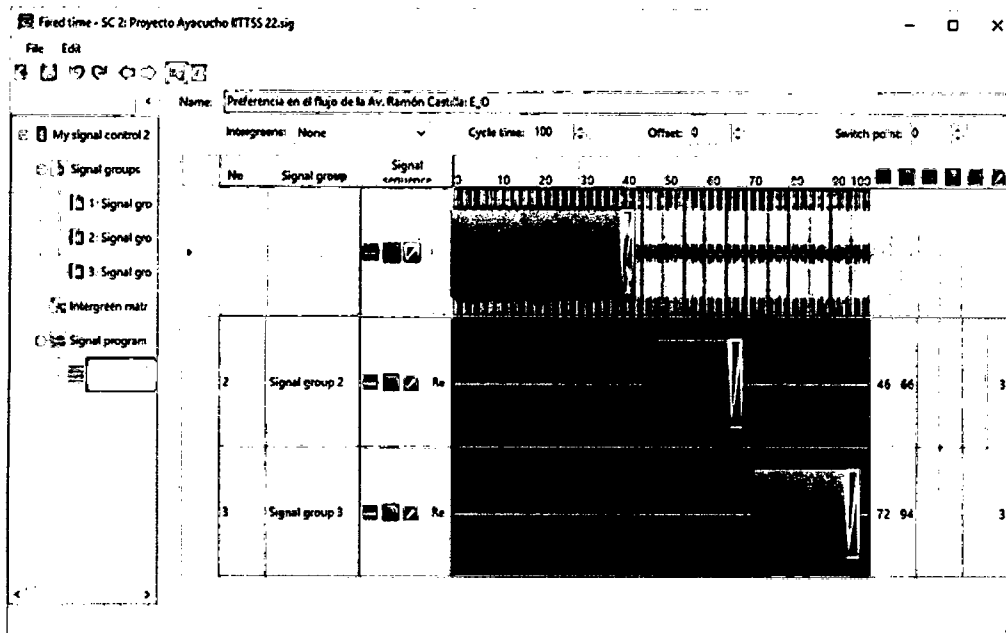 Fixed time - SC 2: Proyecto Ayacucho RTTSS 22.sig
File Edit
Name: Preferencia en el flujo de la Av. Ramón Castilla: E_O
My signal control 2
Intergreens: None Cycle time: 100 Offset: 0 Switch point: 0
Signal groups
No Signal group Signal sequence 0 10 20 30 40 50 60 70 80 90 100
1: Signal gro
2: Signal gro
3: Signal gro
Intergreen matr
Signal program
2 Signal group 2 Re 46 66 3
3 Signal group 3 Re 72 94 3